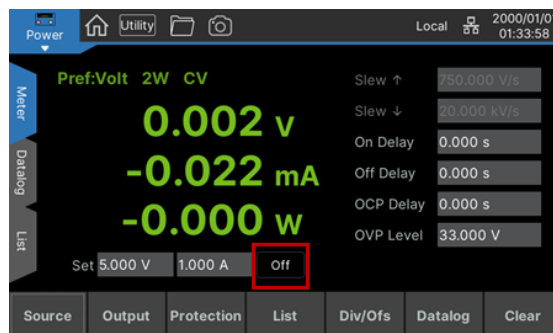 Power
Utility
Local
2000/01/0
01:33:58
Meter
Datalog
List
Pref:Volt 2W CV
0.002 V
-0.022 mA
-0.000 W
Set 5.000 V 1.000 A Off
Slew ↑ 750.000 V/s
Slew ↓ 20.000 kV/s
On Delay 0.000 s
Off Delay 0.000 s
OCP Delay 0.000 s
OVP Level 33.000 V
Source Output Protection List Div/Ofs Datalog Clear